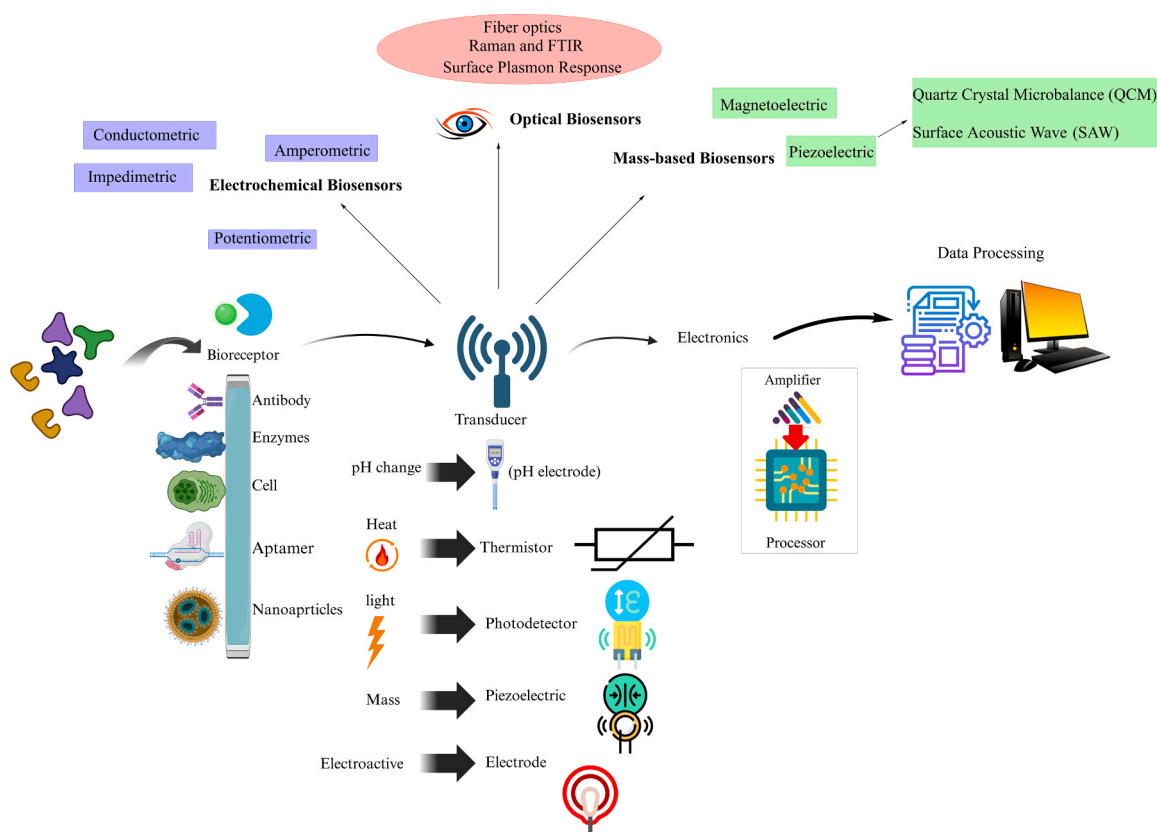 Fiber optics
Raman and FTIR
Surface Plasmon Response
Optical Biosensors
Magnetoelectric
Quartz Crystal Microbalance (QCM)
Surface Acoustic Wave (SAW)
Piezoelectric
Mass-based Biosensors
Conductometric
Amperometric
Impedimetric
Electrochemical Biosensors
Potentiometric
Data Processing
Bioreceptor
Electronics
Transducer
Amplifier
Processor
Antibody
Enzymes
Cell
Aptamer
Nanoaprticles
pH change
(pH electrode)
Heat
Thermistor
light
Photodetector
Mass
Piezoelectric
Electroactive
Electrode